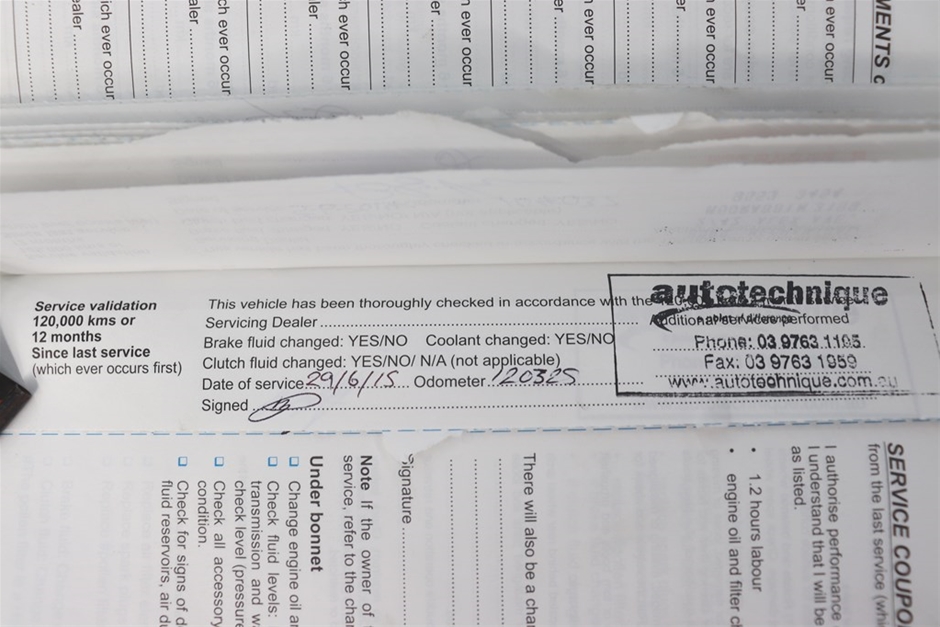 MENTS
ever occur
er
ever occur
er
ever occur
er
ever occur
er
h ever occur
ler
ch ever occur
aler
ich ever occur
ealer
Service validation
120,000 kms or
12 months
Since last service
(which ever occurs first)
This vehicle has been thoroughly checked in accordance with the
Servicing Dealer
Additional services performed
Brake fluid changed: YES/NO Coolant changed: YES/NO
Clutch fluid changed: YES/NO/ N/A (not applicable)
Date of service 29/6/15 Odometer 120325
Signed
autotechnique
Phone: 03 9763 1195
Fax: 03 9763 1959
www.autotechnique.com.au
SERVICE COUPO
from the last service (whi
I authorise performance
I understand that I will be
as listed.
• 1.2 hours labour
• engine oil and filter c
There will also be a cha
Signature
Note If the owner of
service, refer to the cha
Under bonnet
Change engine oil a
Check fluid levels:
transmission and w
check level (pressure
Check all accessory
condition.
Check for signs of d
fluid reservoirs, air d